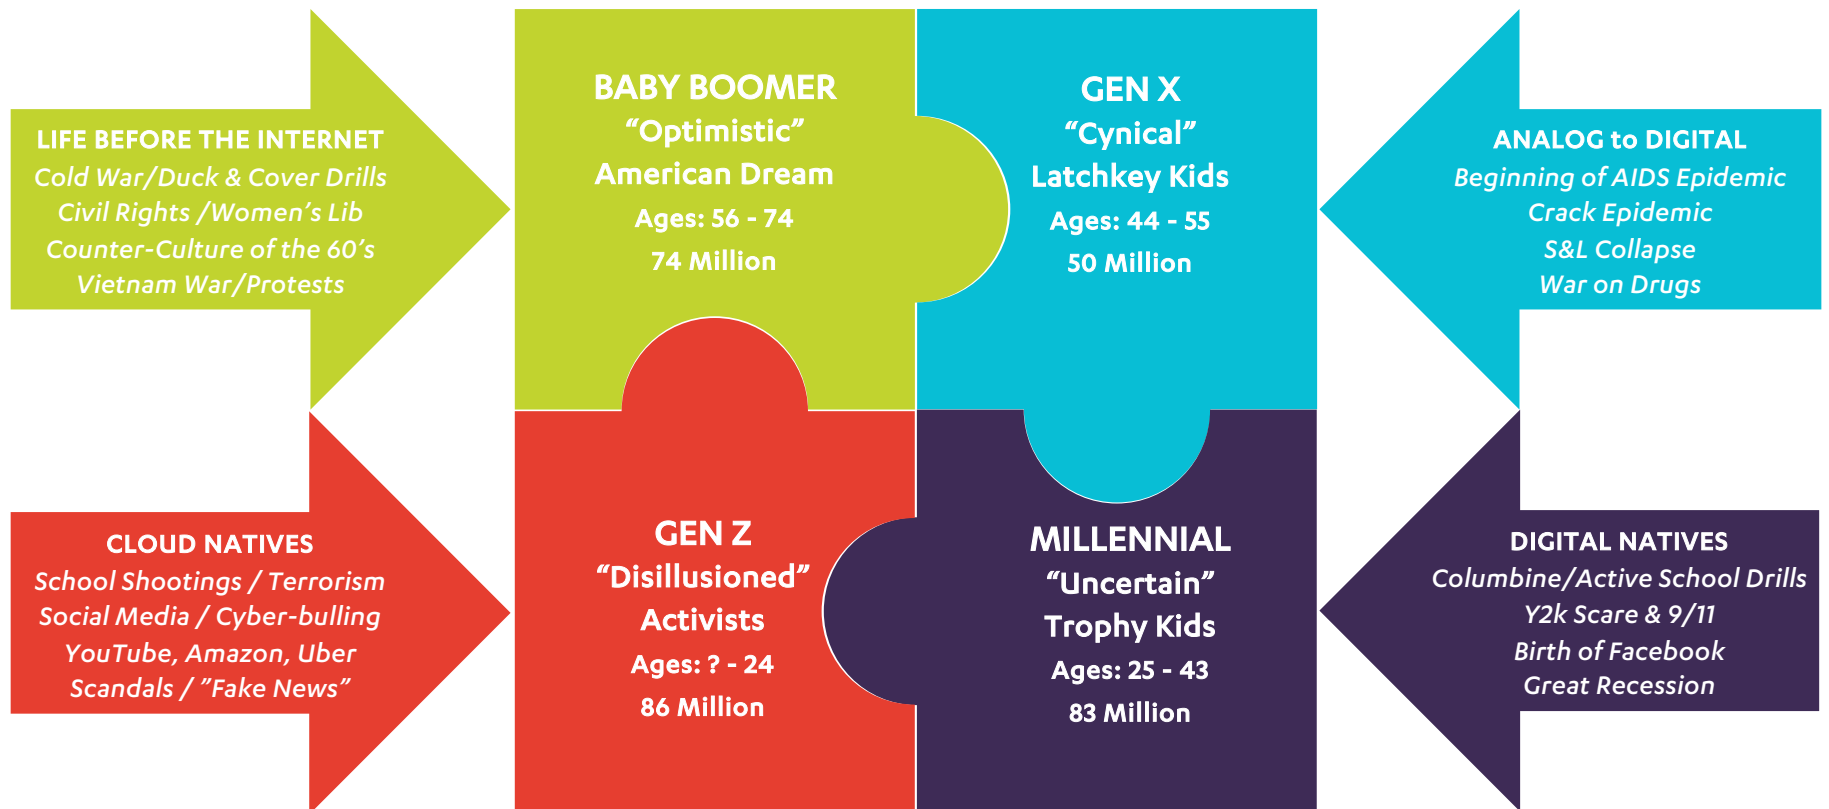 LIFE BEFORE THE INTERNET
Cold War/Duck & Cover Drills
Civil Rights /Women's Lib
Counter-Culture of the 60's
Vietnam War/Protests
BABY BOOMER
“Optimistic”
American Dream
Ages: 56 - 74
74 Million
GEN X
“Cynical”
Latchkey Kids
Ages: 44 - 55
50 Million
ANALOG to DIGITAL
Beginning of AIDS Epidemic
Crack Epidemic
S&L Collapse
War on Drugs
CLOUD NATIVES
School Shootings / Terrorism
Social Media / Cyber-bulling
YouTube, Amazon, Uber
Scandals / ”Fake News”
GEN Z
“Disillusioned”
Activists
Ages: ? - 24
86 Million
MILLENNIAL
“Uncertain”
Trophy Kids
Ages: 25 - 43
83 Million
DIGITAL NATIVES
Columbine/Active School Drills
Y2k Scare & 9/11
Birth of Facebook
Great Recession